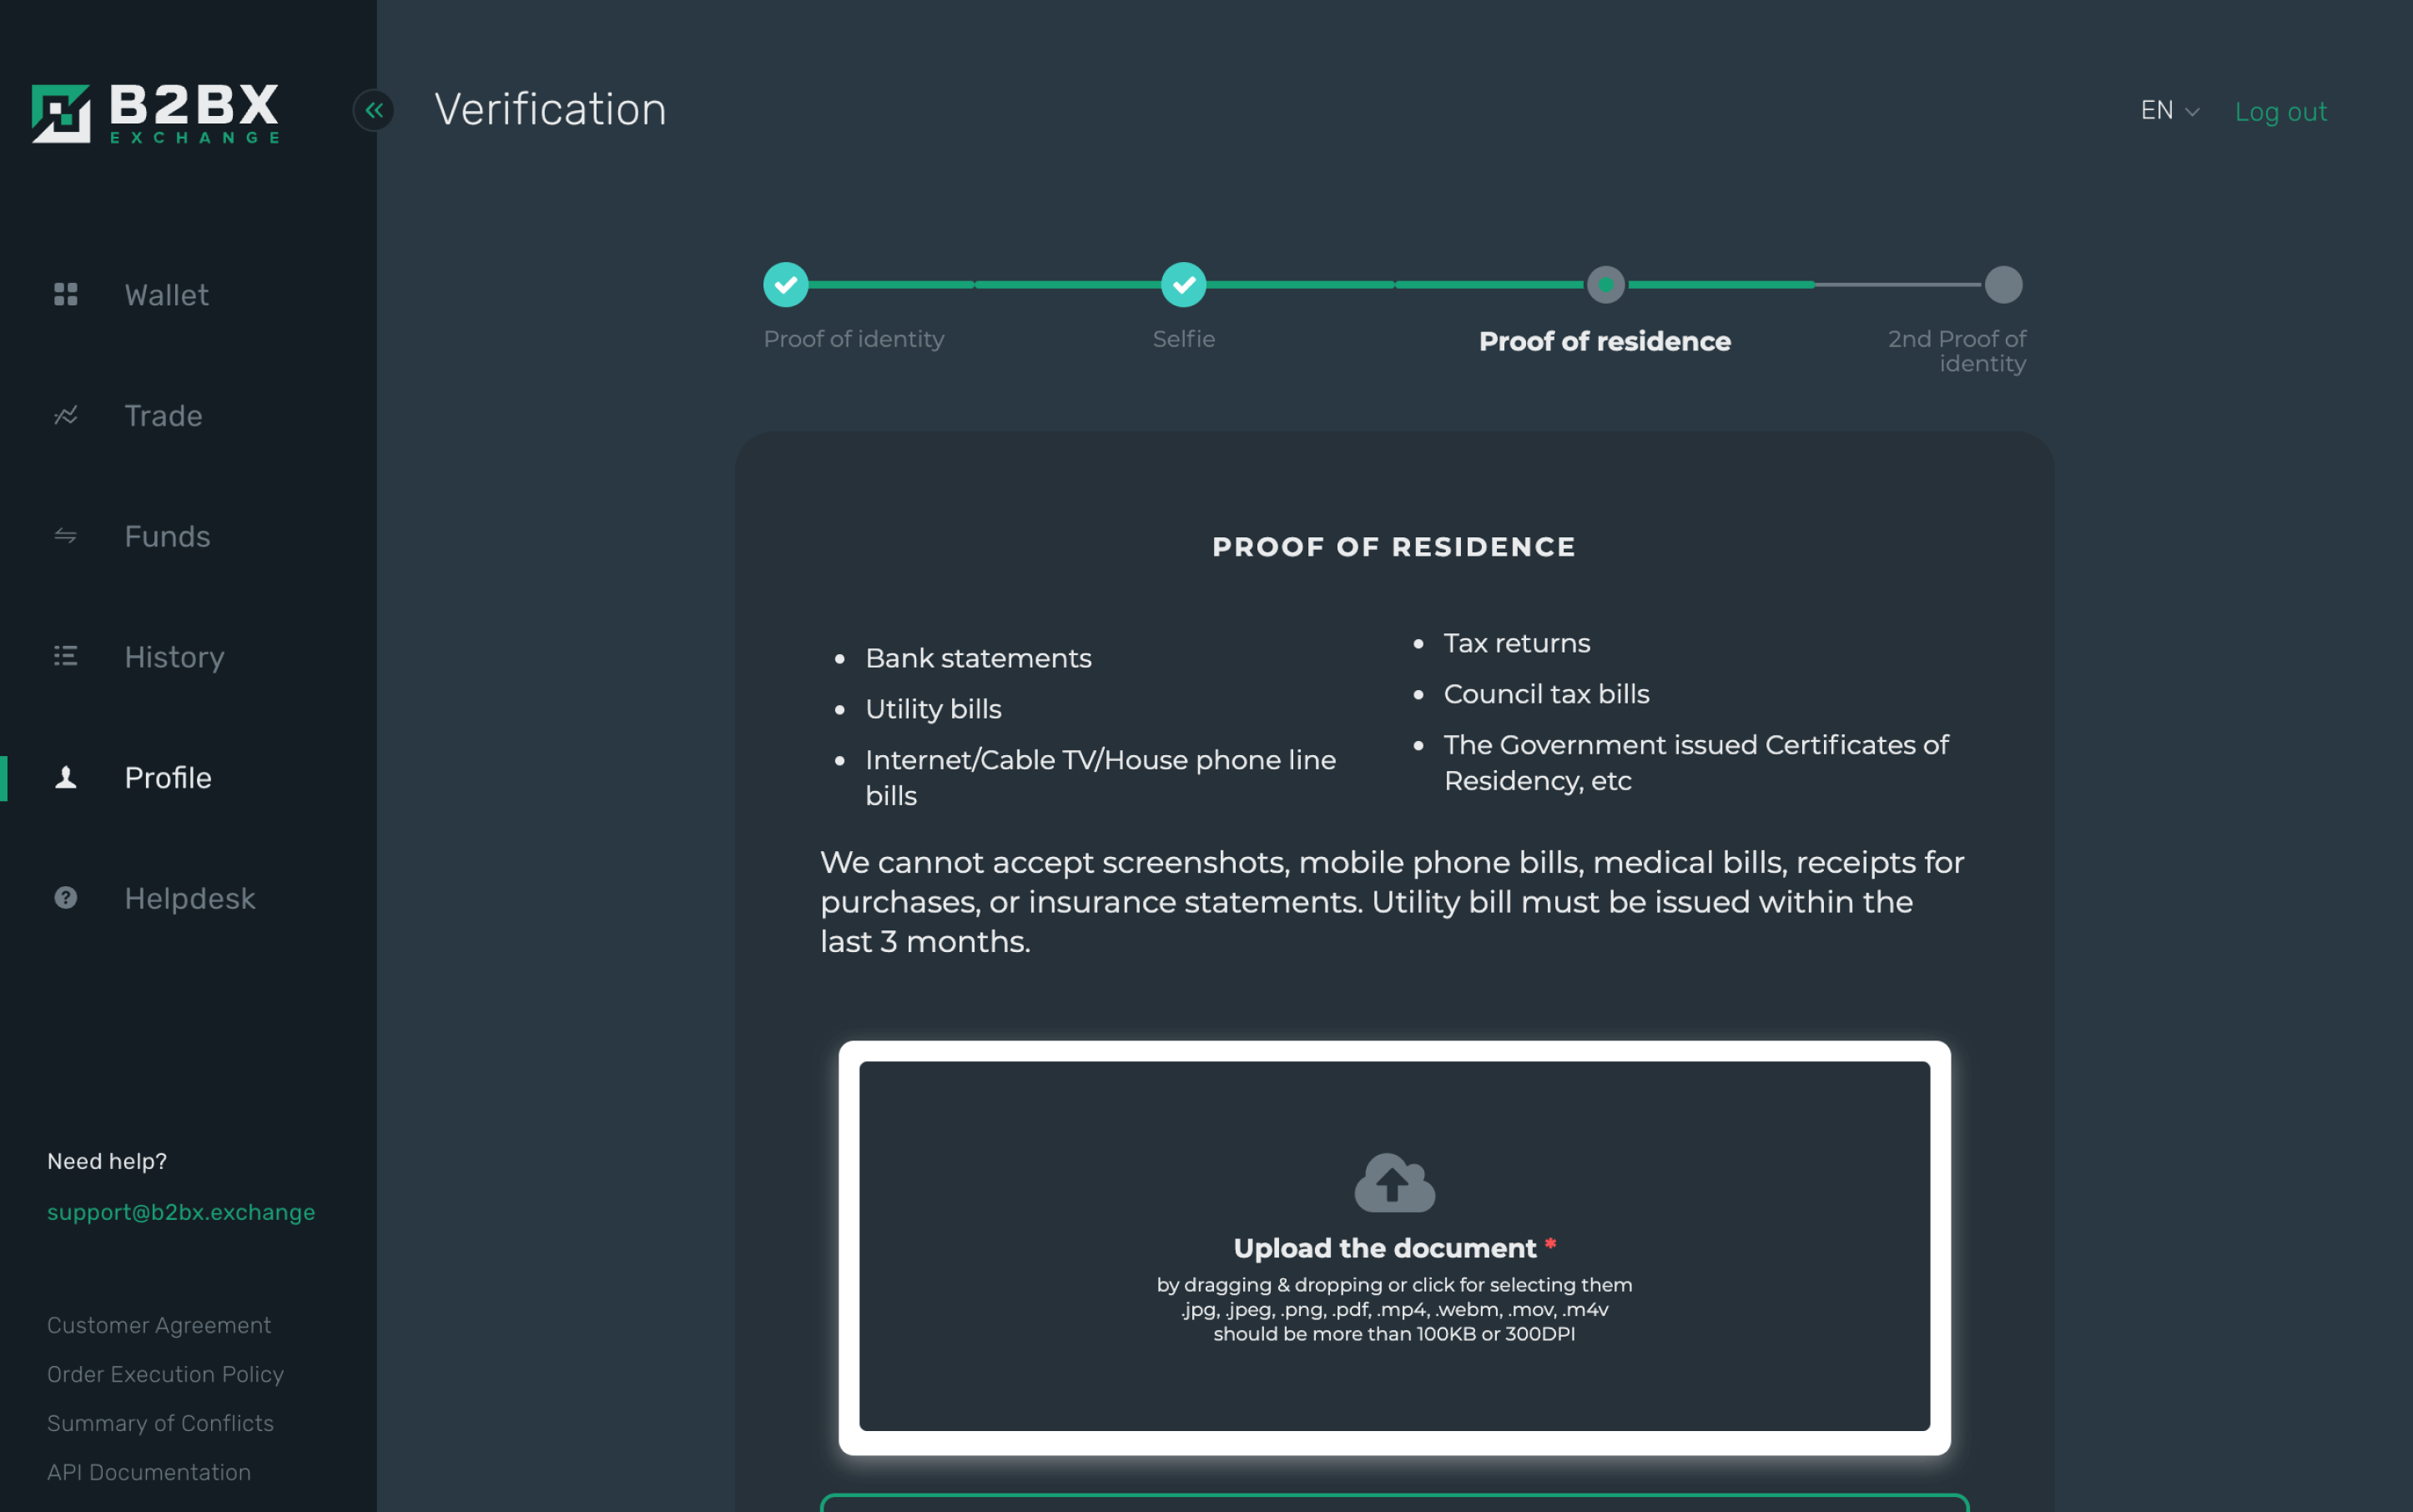 B2BX
EXCHANGE
Verification
EN
Log out
Wallet
Trade
Funds
History
Profile
Helpdesk
Need help?
support@b2bx.exchange
Customer Agreement
Order Execution Policy
Summary of Conflicts
API Documentation
Proof of identity
Selfie
Proof of residence
2nd Proof of
identity
PROOF OF RESIDENCE
Bank statements
Utility bills
Internet/Cable TV/House phone line
bills
Tax returns
Council tax bills
The Government issued Certificates of
Residency, etc
We cannot accept screenshots, mobile phone bills, medical bills, receipts for
purchases, or insurance statements. Utility bill must be issued within the
last 3 months.
Upload the document *
by dragging & dropping or click for selecting them
.jpg, .jpeg, .png, .pdf, .mp4, .webm, .mov, .m4v
should be more than 100KB or 300DPI